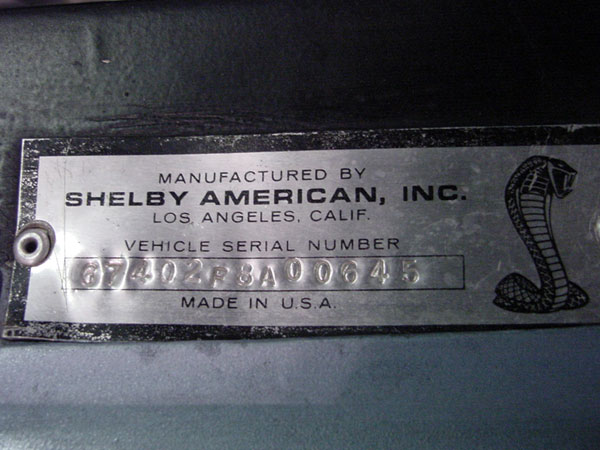 MANUFACTURED BY
SHELBY AMERICAN, INC.
LOS ANGELES, CALIF.
VEHICLE SERIAL NUMBER
67402F8A00645
MADE IN U.S.A.